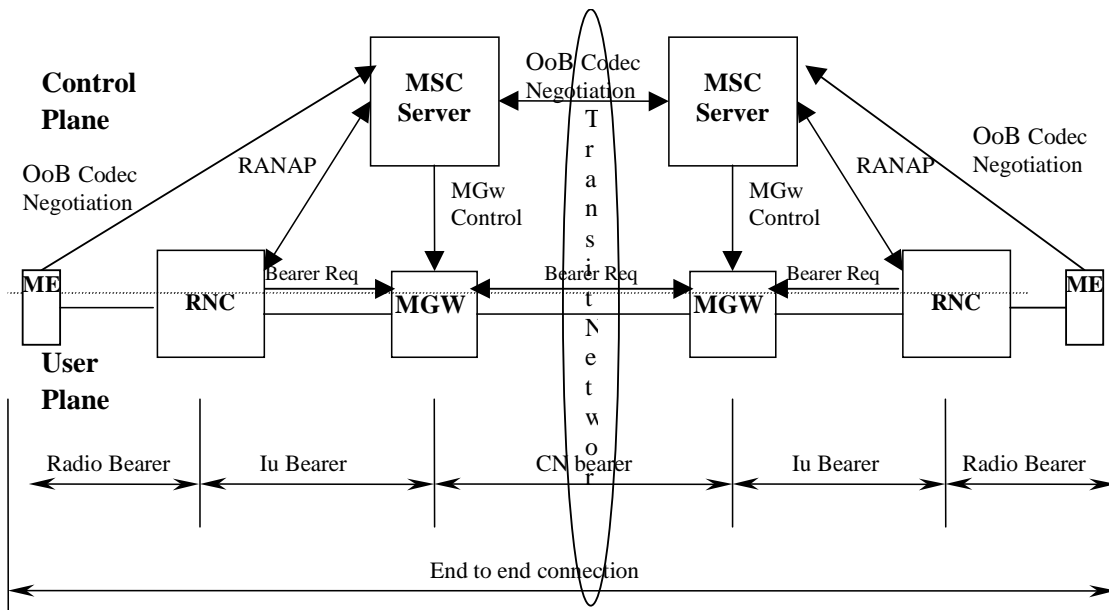 Control
Plane
MSC
Server
OoB Codec
Negotiation
MSC
Server
OoB Codec
Negotiation
RANAP
MGw
Control
Transit Networ
MGw
Control
RANAP
OoB Codec
Negotiation
ME
RNC
Bearer Req
MGW
Bearer Req
MGW
Bearer Req
RNC
ME
User
Plane
Radio Bearer
Iu Bearer
CN bearer
Iu Bearer
Radio Bearer
End to end connection